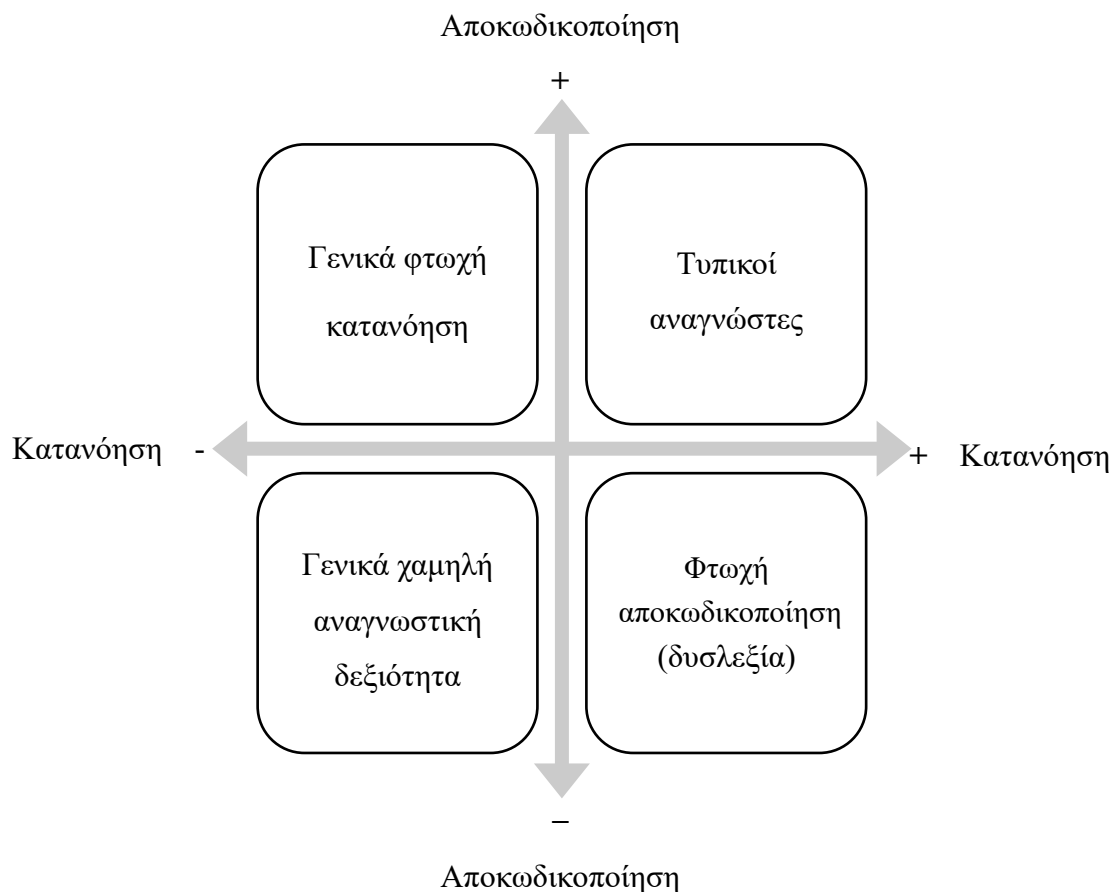 Αποκωδικοποίηση
+
Γενικά φτωχή
κατανόηση
Τυπικοί
αναγνώστες
Κατανόηση -
+ Κατανόηση
Γενικά χαμηλή
αναγνωστική
δεξιότητα
Φτωχή
αποκωδικοποίηση
(δυσλεξία)
–
Αποκωδικοποίηση